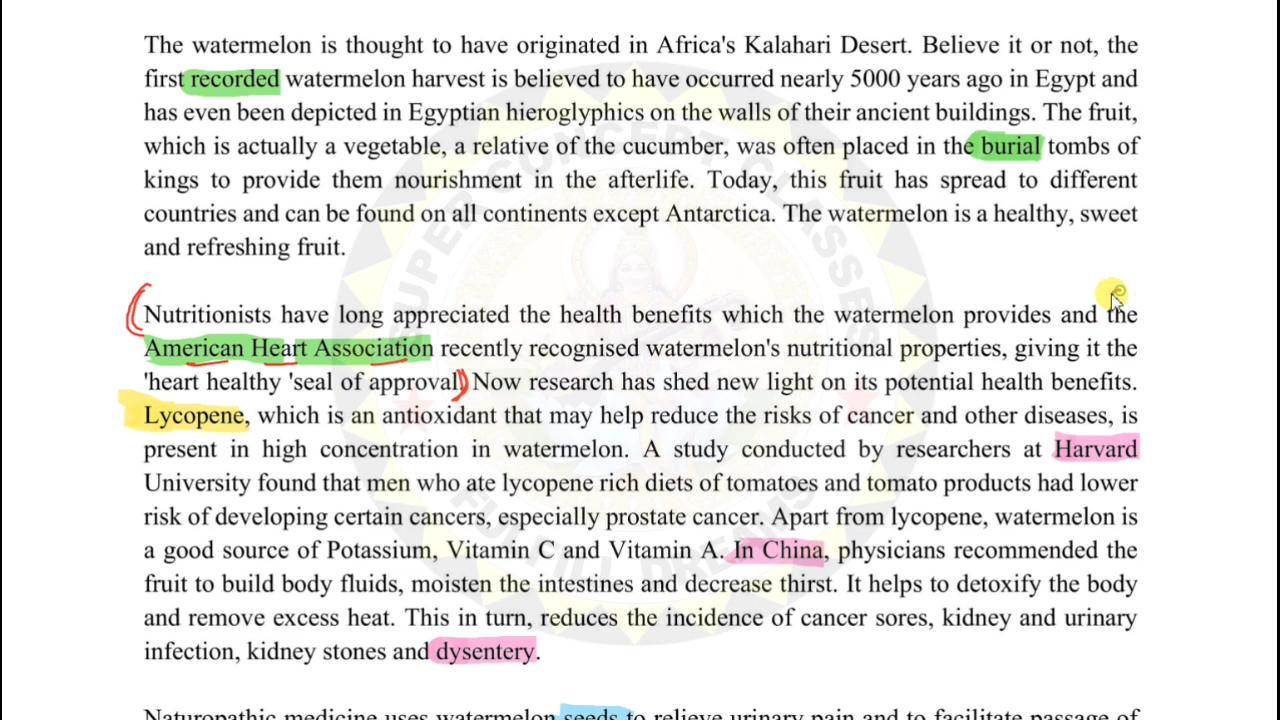 The watermelon is thought to have originated in Africa's Kalahari Desert. Believe it or not, the
first recorded watermelon harvest is believed to have occurred nearly 5000 years ago in Egypt and
has even been depicted in Egyptian hieroglyphics on the walls of their ancient buildings. The fruit,
which is actually a vegetable, a relative of the cucumber, was often placed in the burial tombs of
kings to provide them nourishment in the afterlife. Today, this fruit has spread to different
countries and can be found on all continents except Antarctica. The watermelon is a healthy, sweet
and refreshing fruit.
Nutritionists have long appreciated the health benefits which the watermelon provides and the
American Heart Association recently recognised watermelon's nutritional properties, giving it the
'heart healthy 'seal of approval. Now research has shed new light on its potential health benefits.
Lycopene, which is an antioxidant that may help reduce the risks of cancer and other diseases, is
present in high concentration in watermelon. A study conducted by researchers at Harvard
University found that men who ate lycopene rich diets of tomatoes and tomato products had lower
risk of developing certain cancers, especially prostate cancer. Apart from lycopene, watermelon is
a good source of Potassium, Vitamin C and Vitamin A. In China, physicians recommended the
fruit to build body fluids, moisten the intestines and decrease thirst. It helps to detoxify the body
and remove excess heat. This in turn, reduces the incidence of cancer sores, kidney and urinary
infection, kidney stones and dysentery.
Naturopathic medicine uses watermelon seeds to relieve urinary pain and to facilitate passage of
SUPER CONCEPT CLASSES
FULFILL DREAMS